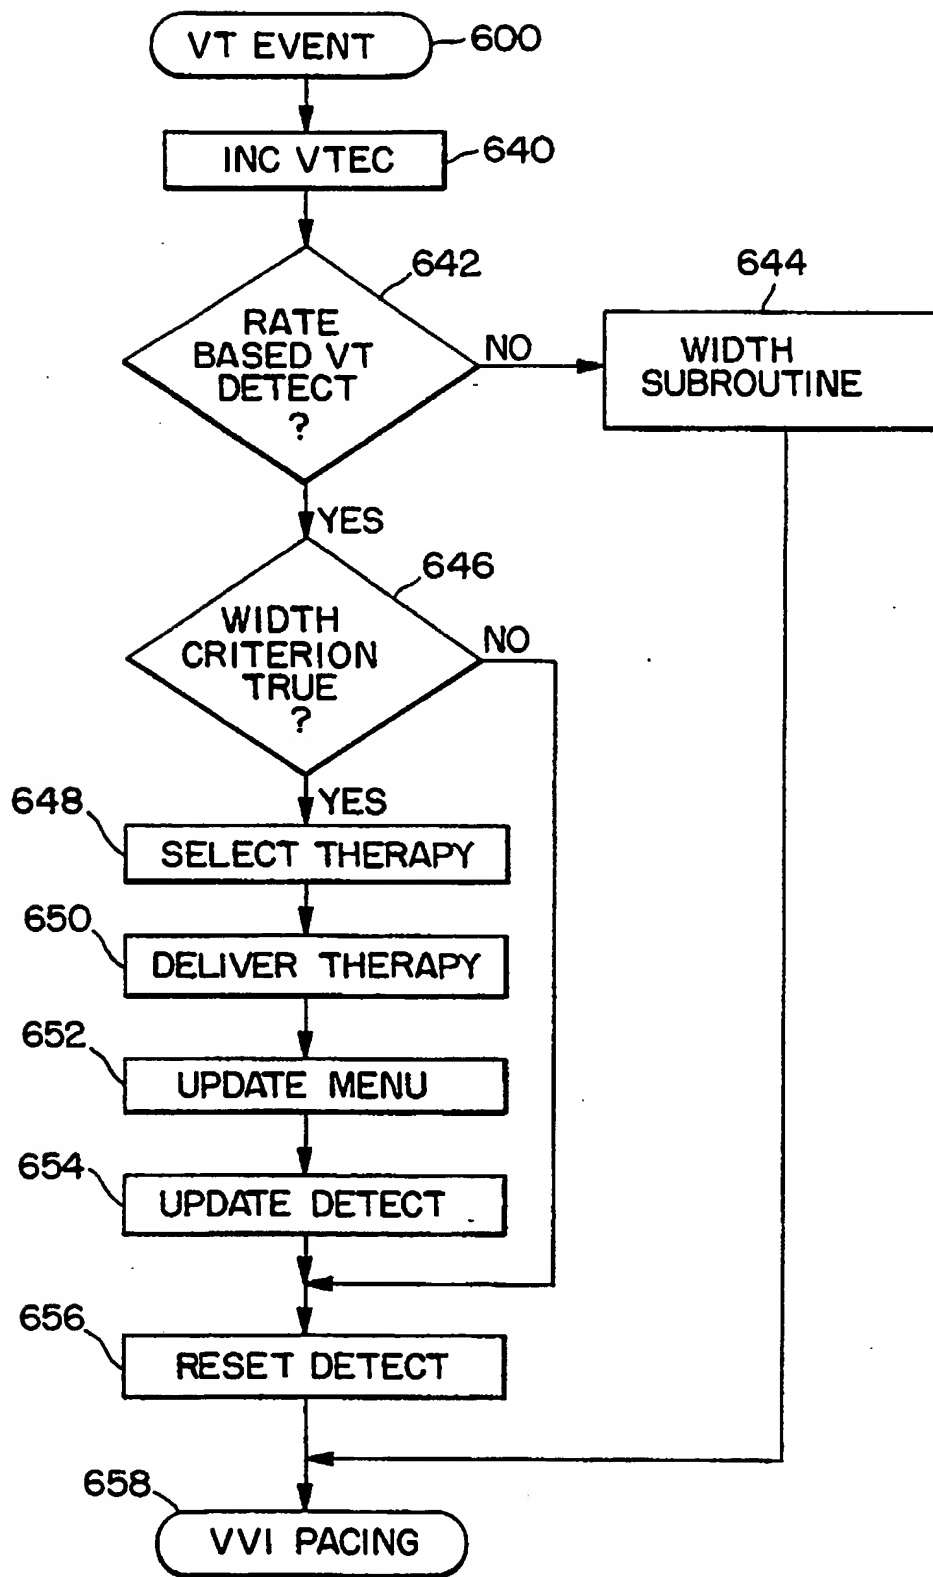 VT EVENT
600
INC VTEC
640
642
RATE
BASED VT
DETECT
?
NO
644
WIDTH
SUBROUTINE
YES
646
WIDTH
CRITERION
TRUE
?
NO
YES
648
SELECT THERAPY
650
DELIVER THERAPY
652
UPDATE MENU
654
UPDATE DETECT
656
RESET DETECT
658
VVI PACING